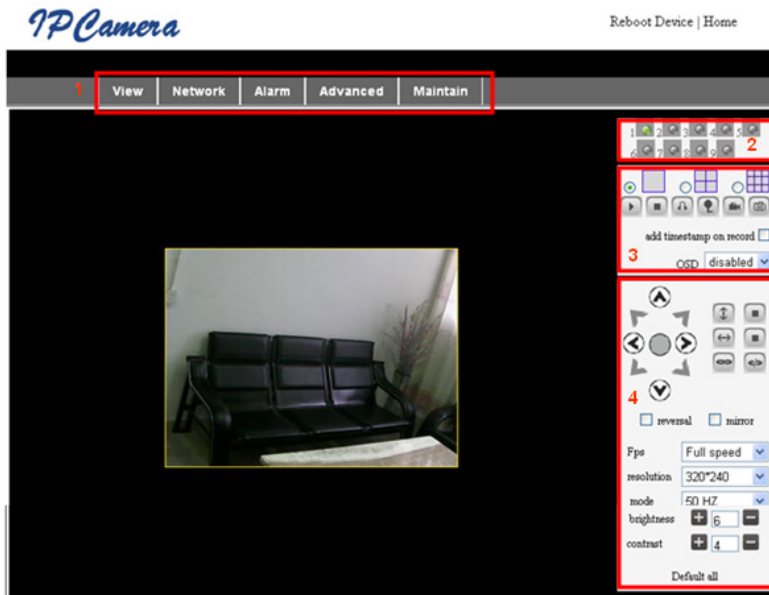 IPCamera
Reboot Device | Home
1 View Network Alarm Advanced Maintain
1 2 3 4 5
2
6 7 8 9
add timestamp on record
3
OSD disabled
4
reversal mirror
Fps Full speed
resolution 320*240
mode 50 HZ
brightness 6
contrast 4
Default all